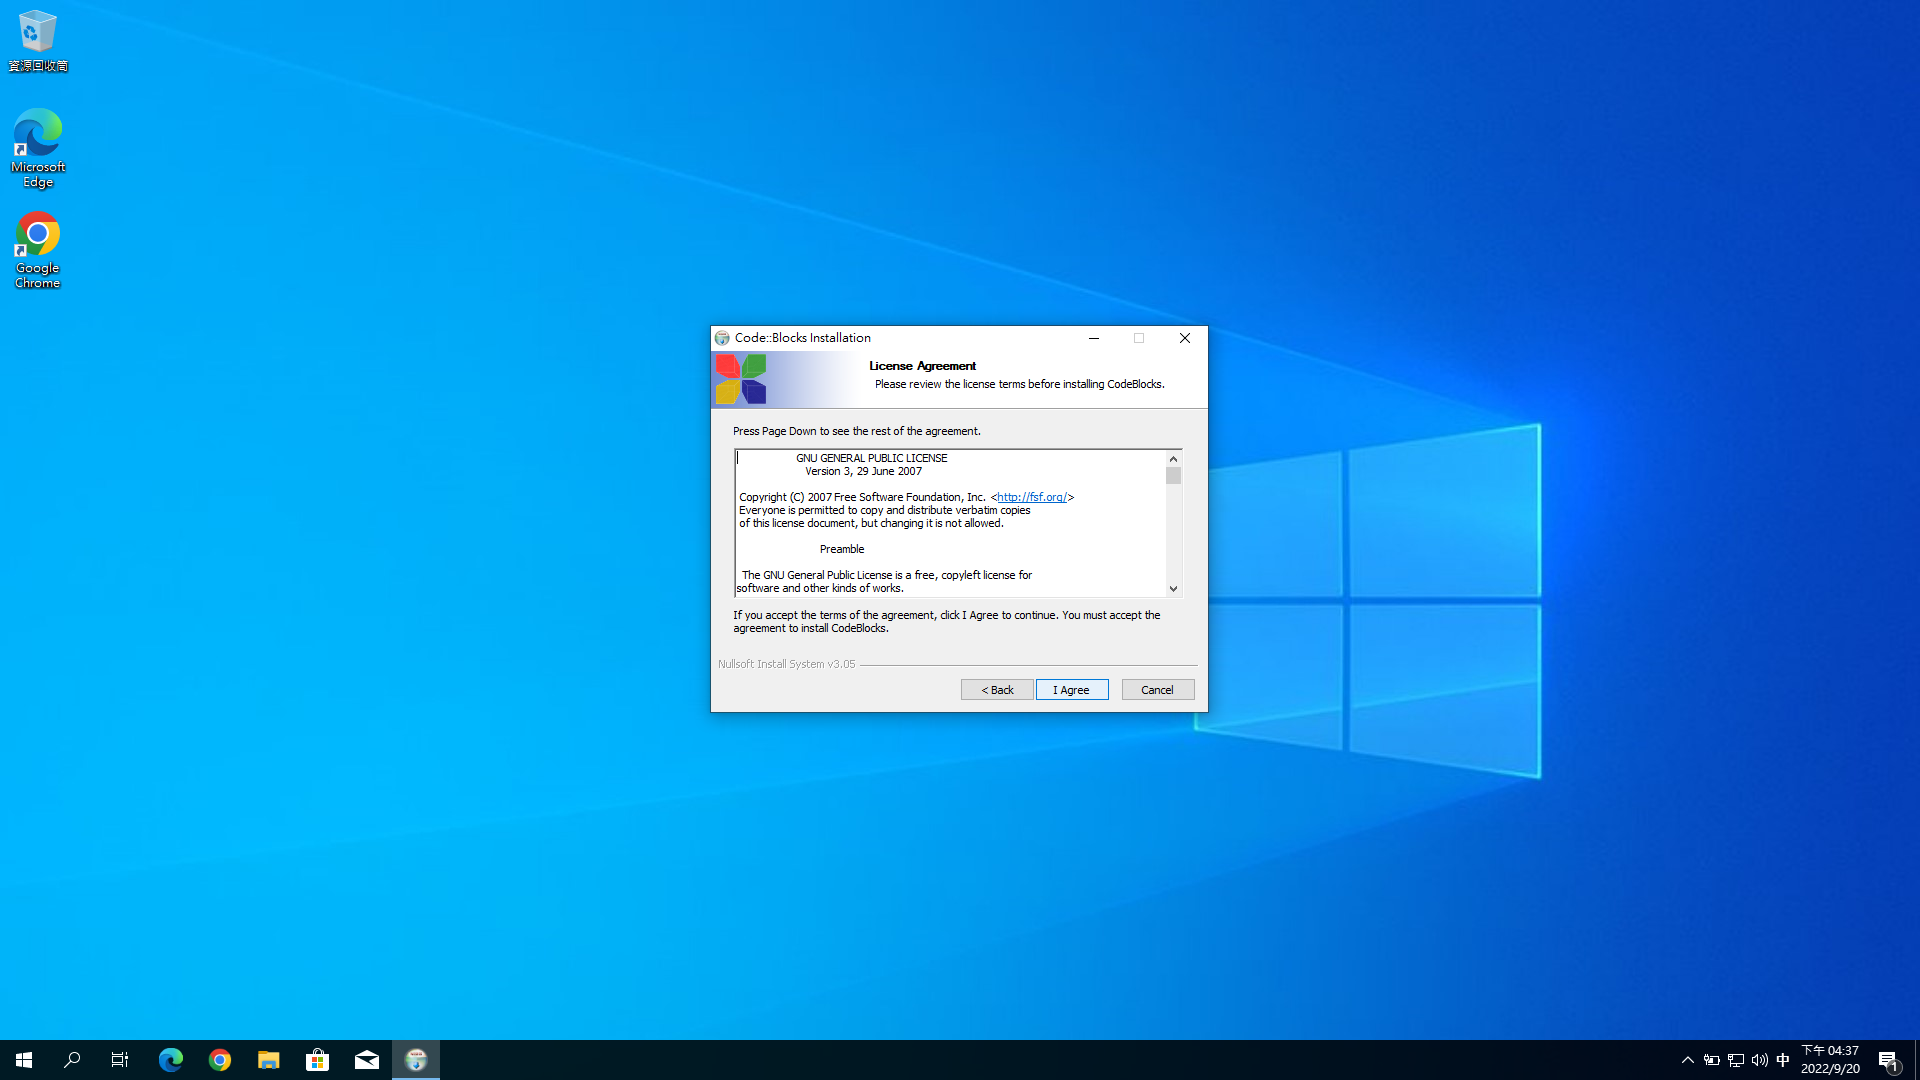 資源回收筒
Microsoft
Edge
Google
Chrome
Code::Blocks Installation
License Agreement
Please review the license terms before installing CodeBlocks.
Press Page Down to see the rest of the agreement.
GNU GENERAL PUBLIC LICENSE
Version 3, 29 June 2007
Copyright (C) 2007 Free Software Foundation, Inc. <http://fsf.org/>
Everyone is permitted to copy and distribute verbatim copies
of this license document, but changing it is not allowed.
Preamble
The GNU General Public License is a free, copyleft license for
software and other kinds of works.
If you accept the terms of the agreement, click I Agree to continue. You must accept the
agreement to install CodeBlocks.
Nullsoft Install System v3.05
< Back
I Agree
Cancel
中
下午 04:37
2022/9/20
1